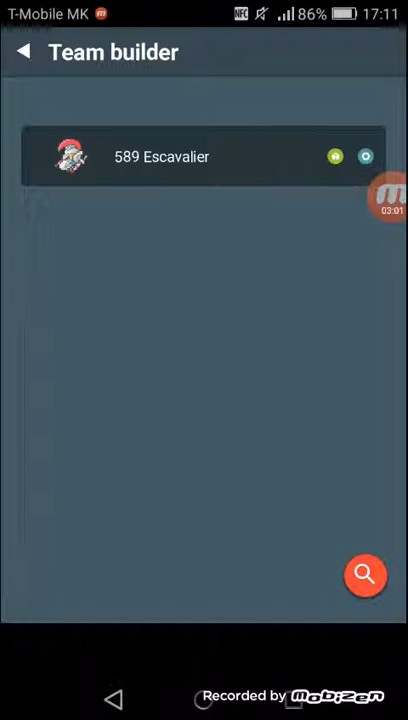 T-Mobile MK 86% 17:11
Team builder
589 Escavalier
03:01
Recorded by mobizen